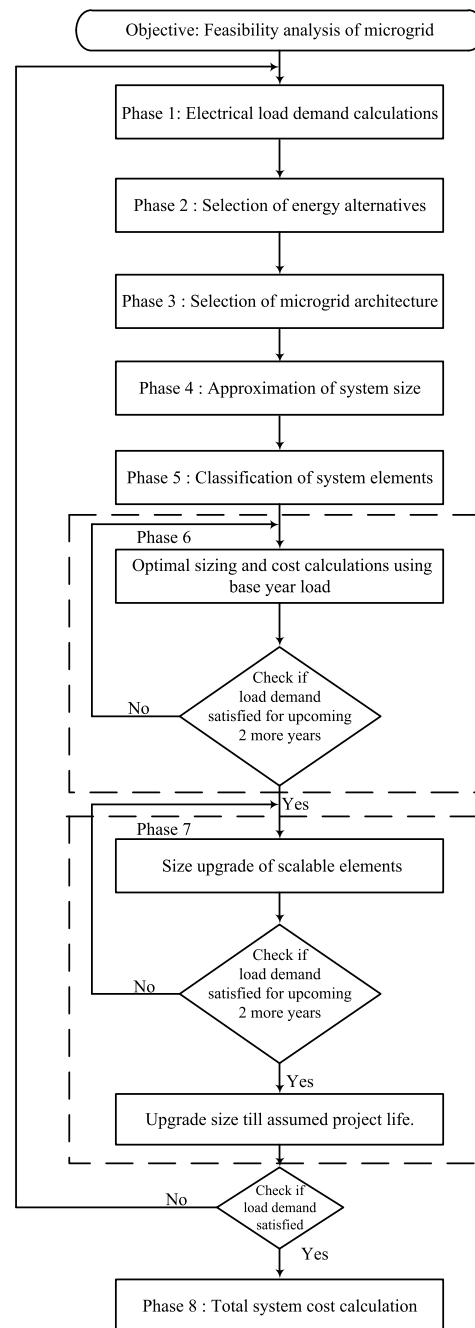 Objective: Feasibility analysis of microgrid
Phase 1: Electrical load demand calculations
Phase 2 : Selection of energy alternatives
Phase 3 : Selection of microgrid architecture
Phase 4 : Approximation of system size
Phase 5 : Classification of system elements
Phase 6
Optimal sizing and cost calculations using
base year load
Check if
load demand
satisfied for upcoming
2 more years
No
Yes
Phase 7
Size upgrade of scalable elements
Check if
load demand
satisfied for upcoming
2 more years
No
Yes
Upgrade size till assumed project life.
No
Check if
load demand
satisfied
Yes
Phase 8 : Total system cost calculation